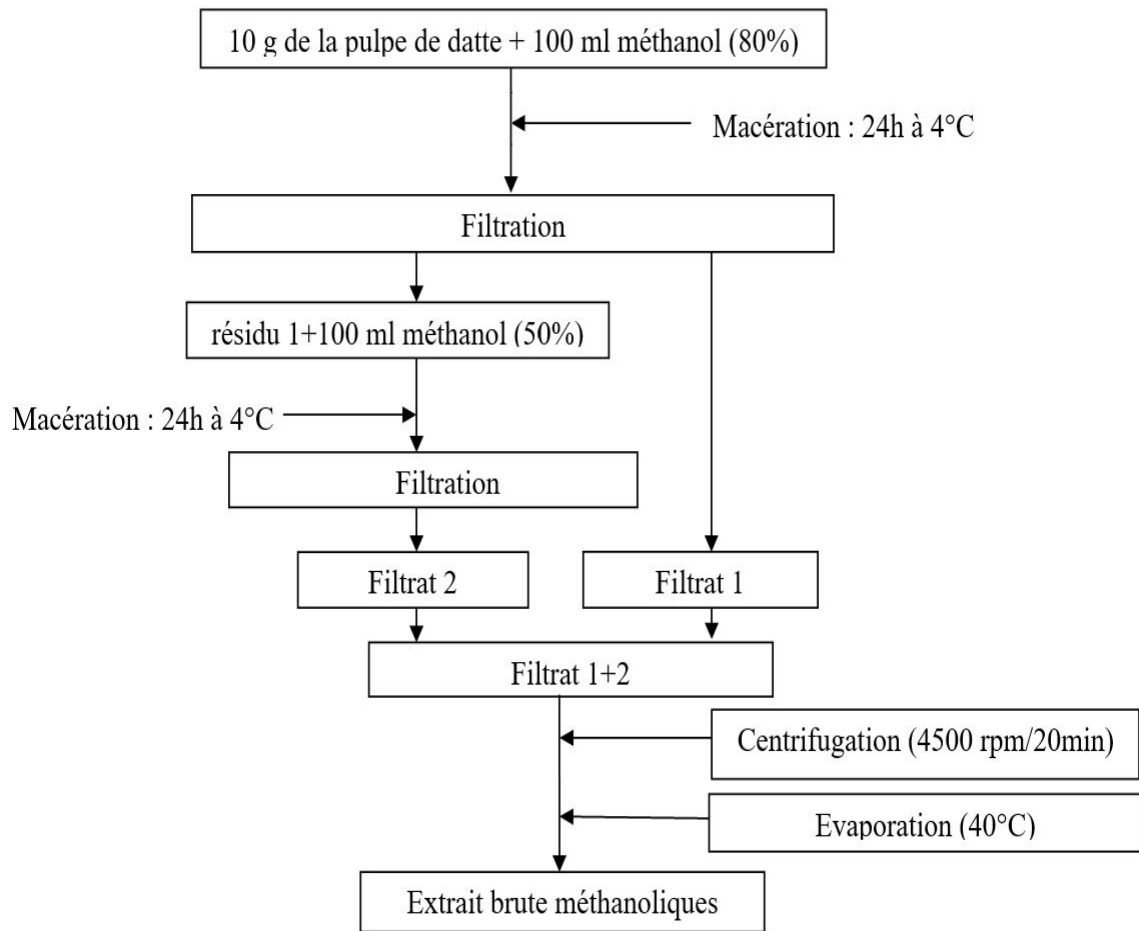 10 g de la pulpe de datte + 100 ml méthanol (80%)
Macération : 24h à 4°C
Filtration
résidu 1+100 ml méthanol (50%)
Macération : 24h à 4°C
Filtration
Filtrat 2
Filtrat 1
Filtrat 1+2
Centrifugation (4500 rpm/20min)
Evaporation (40°C)
Extrait brute méthanoliques